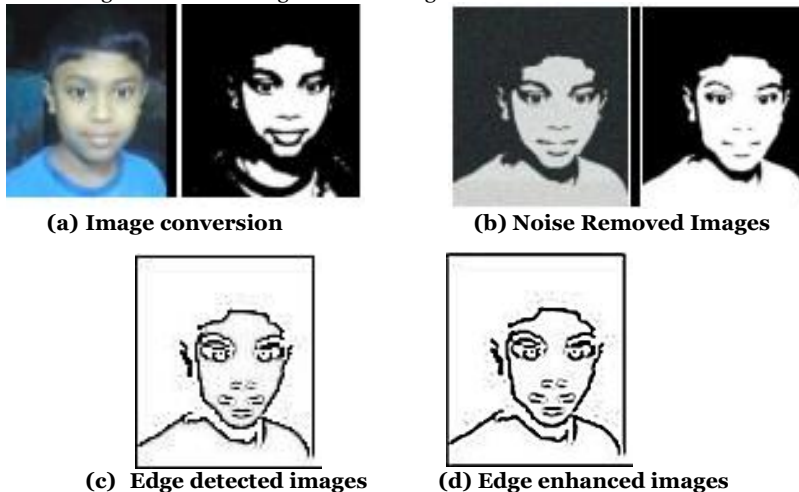 (a) Image conversion
(b) Noise Removed Images
(c) Edge detected images
(d) Edge enhanced images